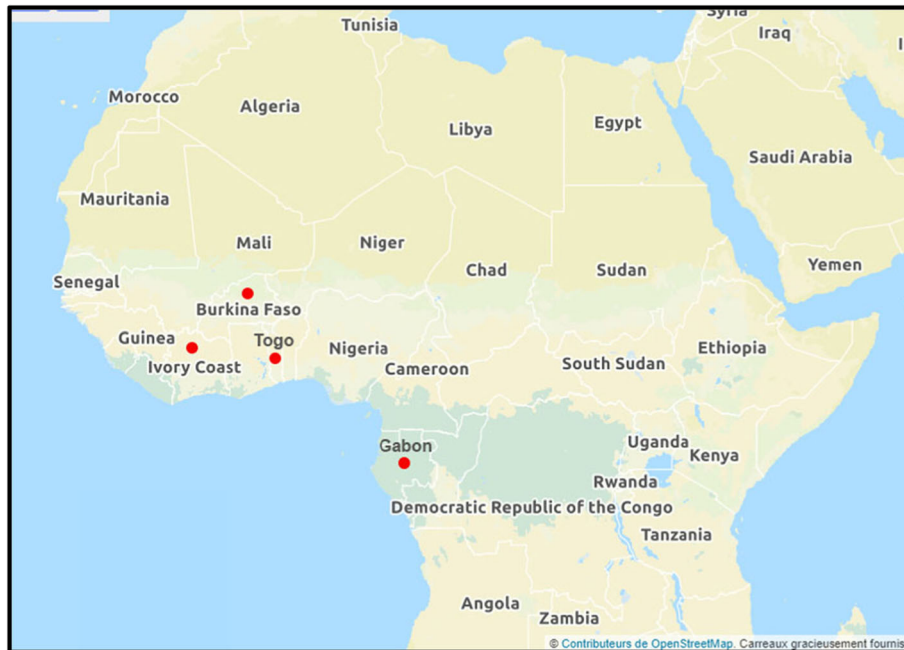 Tunisia
Syria
Iraq
Morocco
Algeria
Libya
Egypt
Saudi Arabia
Mauritania
Mali
Niger
Chad
Sudan
Yemen
Senegal
Burkina Faso
Guinea
Togo
Ivory Coast
Nigeria
Cameroon
South Sudan
Ethiopia
Gabon
Uganda
Kenya
Rwanda
Democratic Republic of the Congo
Tanzania
Angola
Zambia
© Contributeurs de OpenStreetMap. Carreaux gracieusement fournis